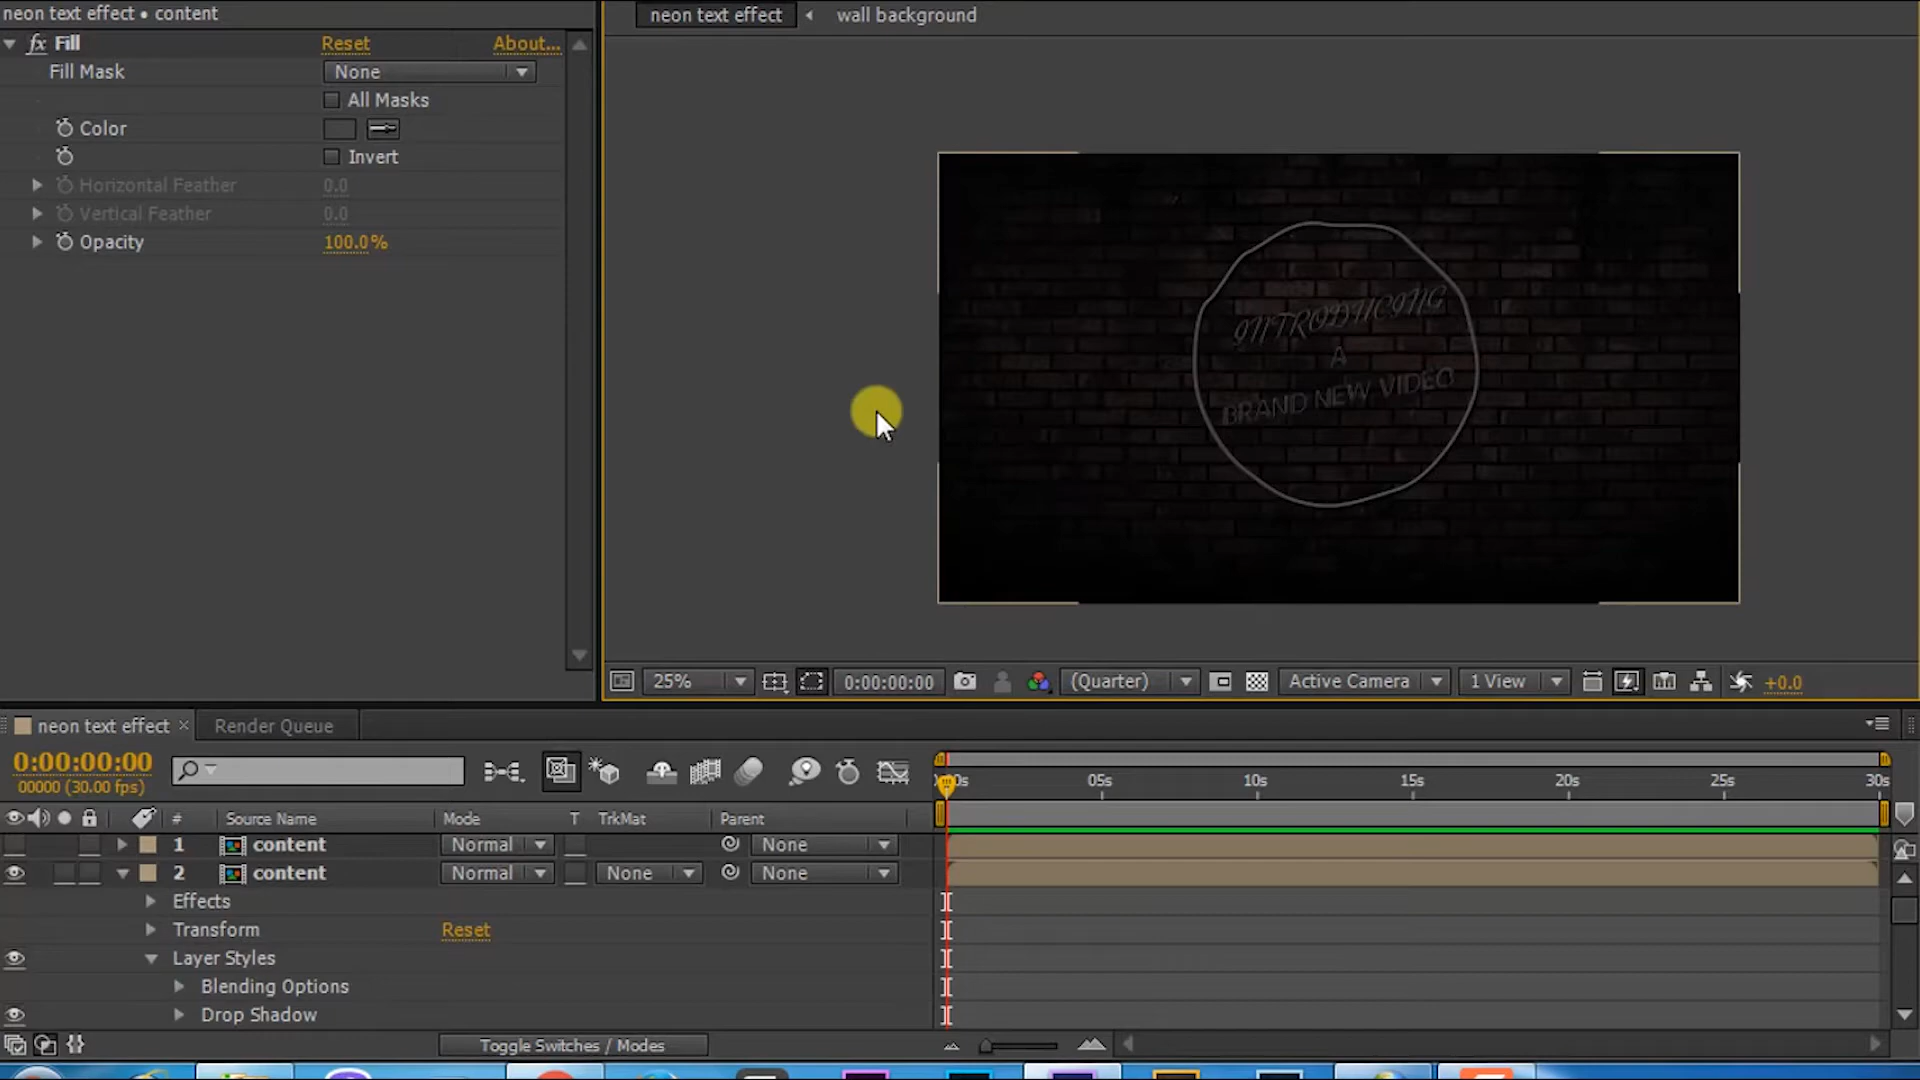 neon text effect • content
neon text effect
wall background
fx Fill
Reset
About...
Fill Mask
None
All Masks
Color
Invert
Horizontal Feather
0.0
Vertical Feather
0.0
Opacity
100.0%
INTRODUCING
A
BRAND NEW VIDEO
25%
0:00:00:00
(Quarter)
Active Camera
1 View
+0.0
neon text effect
Render Queue
0:00:00:00
00000 (30.00 fps)
05s
10s
15s
20s
25s
30s
#
Source Name
Mode
T
TrkMat
Parent
1
content
Normal
None
2
content
Normal
None
None
Effects
Transform
Reset
Layer Styles
Blending Options
Drop Shadow
Toggle Switches / Modes